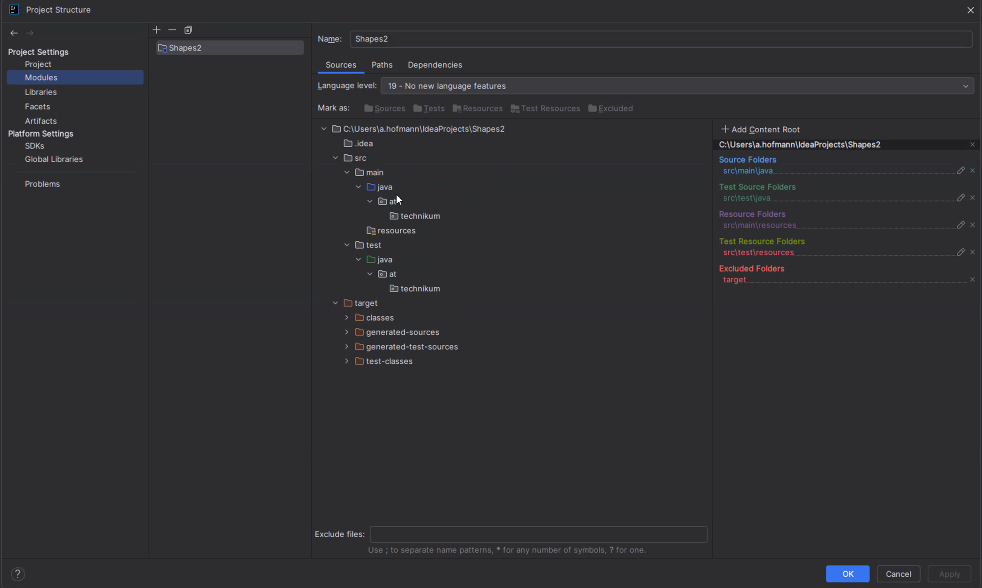 Project Structure
Project Settings
Project
Modules
Libraries
Facets
Artifacts
Platform Settings
SDKs
Global Libraries
Problems
Shapes2
Name: Shapes2
Sources Paths Dependencies
Language level: 19 - No new language features
Mark as: Sources Tests Resources Test Resources Excluded
C:\Users\a.hofmann\IdeaProjects\Shapes2
.idea
src
main
java
at
technikum
resources
test
java
at
technikum
target
classes
generated-sources
generated-test-sources
test-classes
Exclude files:
Use ; to separate name patterns, * for any number of symbols, ? for one.
+ Add Content Root
C:\Users\a.hofmann\IdeaProjects\Shapes2
Source Folders
src\main\java
Test Source Folders
src\test\java
Resource Folders
src\main\resources
Test Resource Folders
src\test\resources
Excluded Folders
target
? OK Cancel Apply